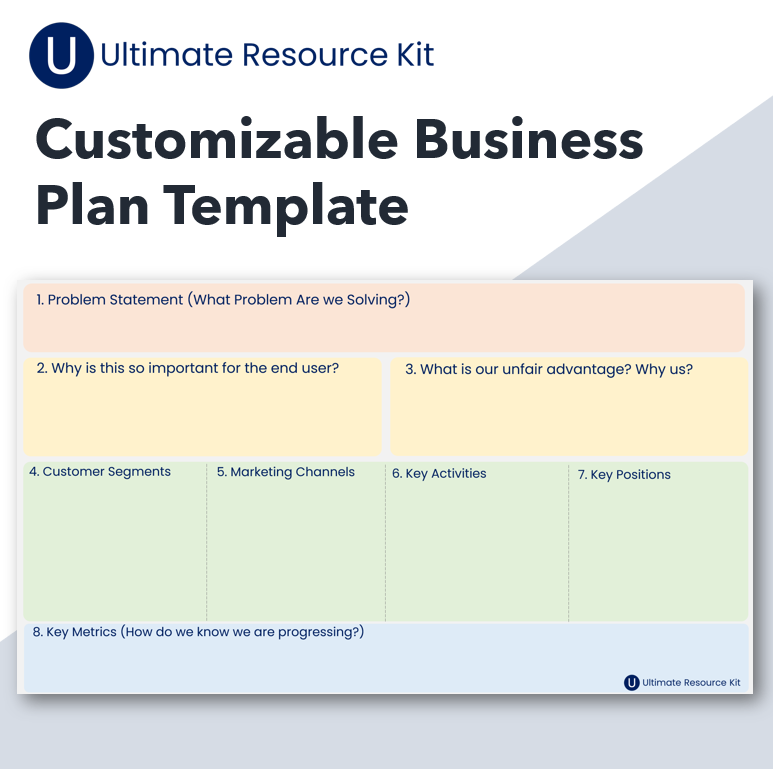 U Ultimate Resource Kit
Customizable Business
Plan Template
1. Problem Statement (What Problem Are we Solving?)
2. Why is this so important for the end user?
3. What is our unfair advantage? Why us?
4. Customer Segments
5. Marketing Channels
6. Key Activities
7. Key Positions
8. Key Metrics (How do we know we are progressing?)
U Ultimate Resource Kit